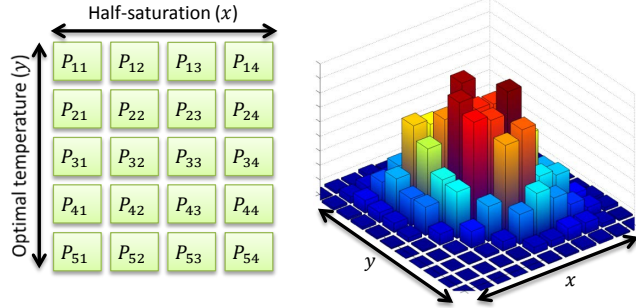 Half-saturation (x)
Optimal temperature (y)
P₁₁ P₁₂ P₁₃ P₁₄
P₂₁ P₂₂ P₂₃ P₂₄
P₃₁ P₃₂ P₃₃ P₃₄
P₄₁ P₄₂ P₄₃ P₄₄
P₅₁ P₅₂ P₅₃ P₅₄
y
x